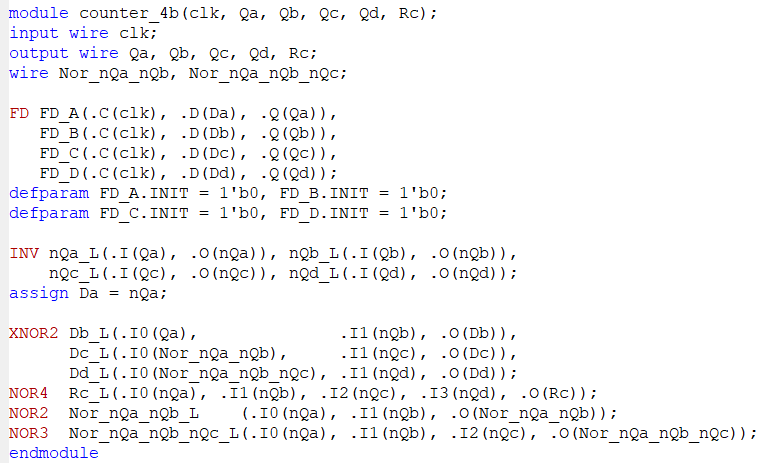 module counter_4b(clk, Qa, Qb, Qc, Qd, Rc);
input wire clk;
output wire Qa, Qb, Qc, Qd, Rc;
wire Nor_nQa_nQb, Nor_nQa_nQb_nQc;

FD FD_A(.C(clk), .D(Da), .Q(Qa)),
   FD_B(.C(clk), .D(Db), .Q(Qb)),
   FD_C(.C(clk), .D(Dc), .Q(Qc)),
   FD_D(.C(clk), .D(Dd), .Q(Qd));
defparam FD_A.INIT = 1'b0, FD_B.INIT = 1'b0;
defparam FD_C.INIT = 1'b0, FD_D.INIT = 1'b0;

INV nQa_L(.I(Qa), .O(nQa)), nQb_L(.I(Qb), .O(nQb)),
    nQc_L(.I(Qc), .O(nQc)), nQd_L(.I(Qd), .O(nQd));
assign Da = nQa;

XNOR2 Db_L(.I0(Qa),              .I1(nQb), .O(Db)),
      Dc_L(.I0(Nor_nQa_nQb),     .I1(nQc), .O(Dc)),
      Dd_L(.I0(Nor_nQa_nQb_nQc), .I1(nQd), .O(Dd));
NOR4  Rc_L(.I0(nQa), .I1(nQb), .I2(nQc), .I3(nQd), .O(Rc));
NOR2  Nor_nQa_nQb_L    (.I0(nQa), .I1(nQb), .O(Nor_nQa_nQb));
NOR3  Nor_nQa_nQb_nQc_L(.I0(nQa), .I1(nQb), .I2(nQc), .O(Nor_nQa_nQb_nQc));
endmodule